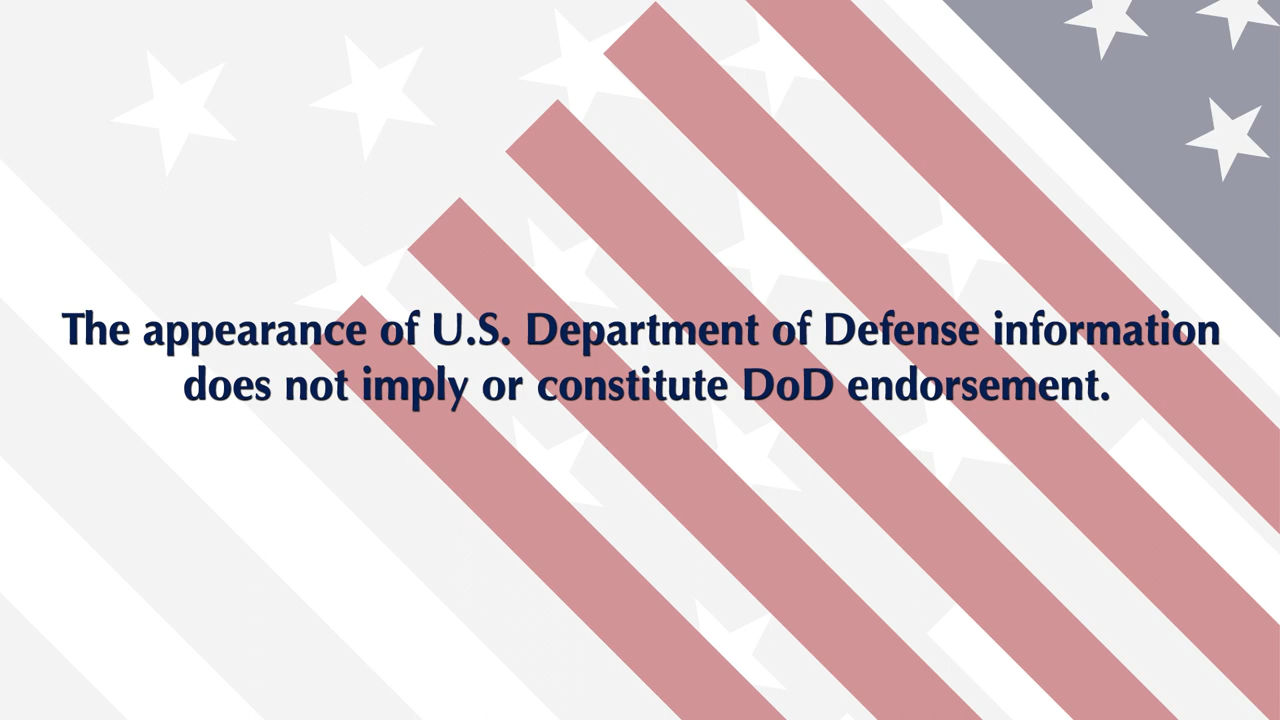 The appearance of U.S. Department of Defense information
does not imply or constitute DoD endorsement.